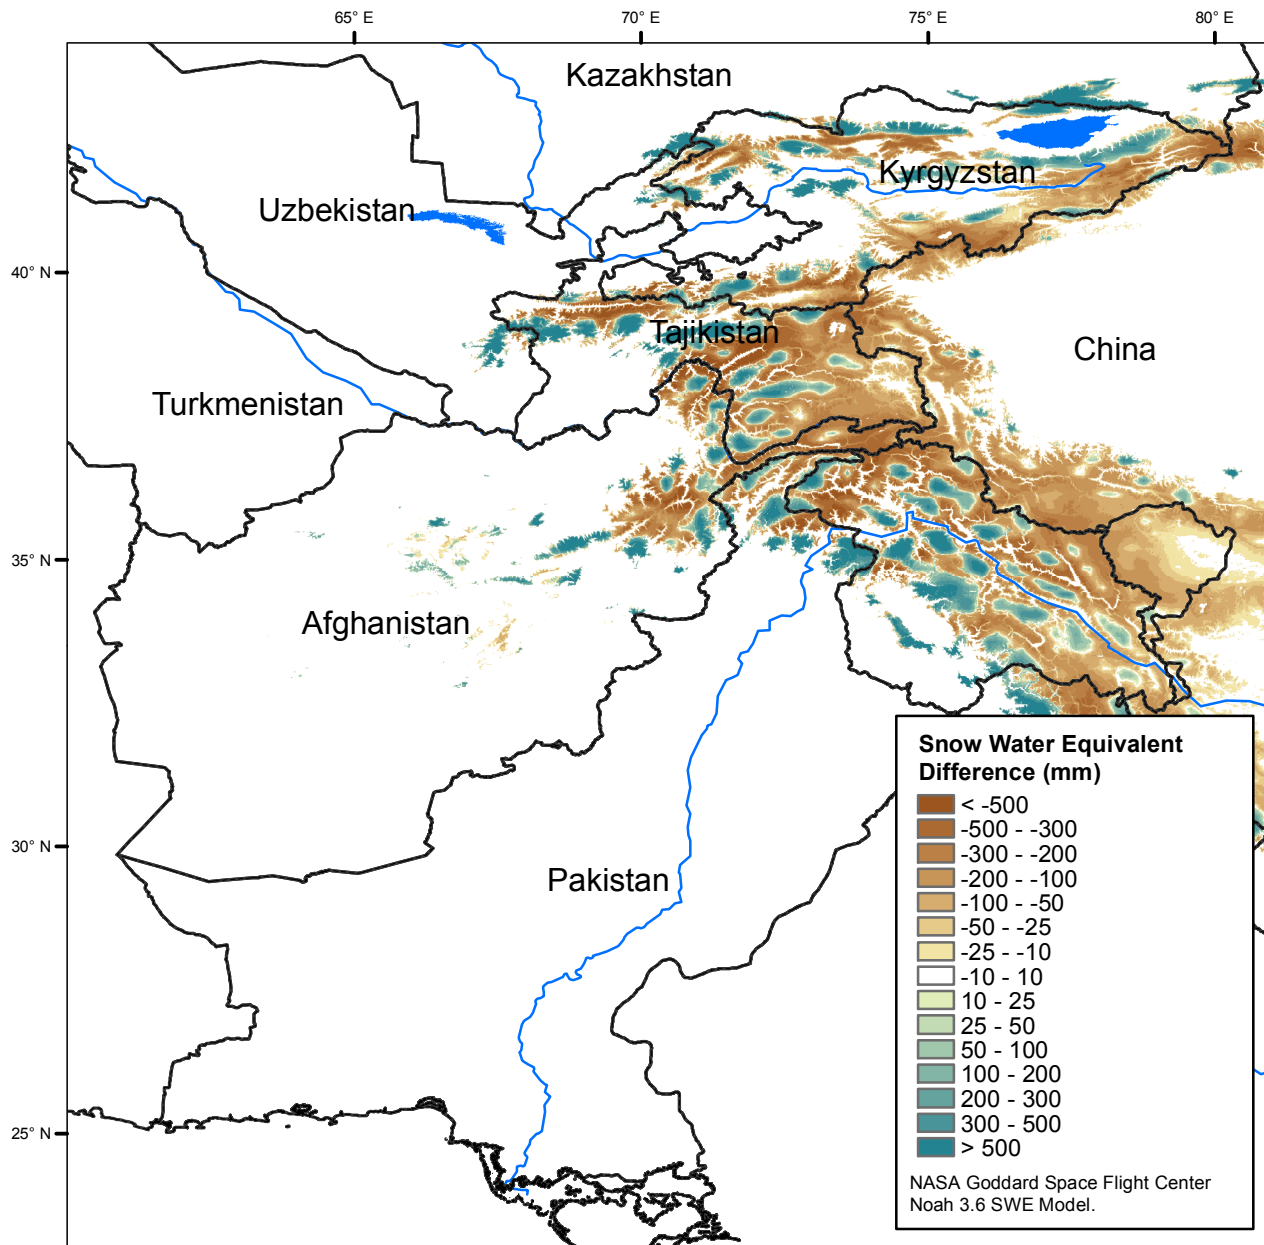 65° E
70° E
75° E
80° E
Kazakhstan
Kyrgyzstan
Uzbekistan
40° N
Tajikistan
China
Turkmenistan
35° N
Afghanistan
30° N
Pakistan
25° N
Snow Water Equivalent
Difference (mm)
< -500
-500 - -300
-300 - -200
-200 - -100
-100 - -50
-50 - -25
-25 - -10
-10 - 10
10 - 25
25 - 50
50 - 100
100 - 200
200 - 300
300 - 500
> 500
NASA Goddard Space Flight Center
Noah 3.6 SWE Model.